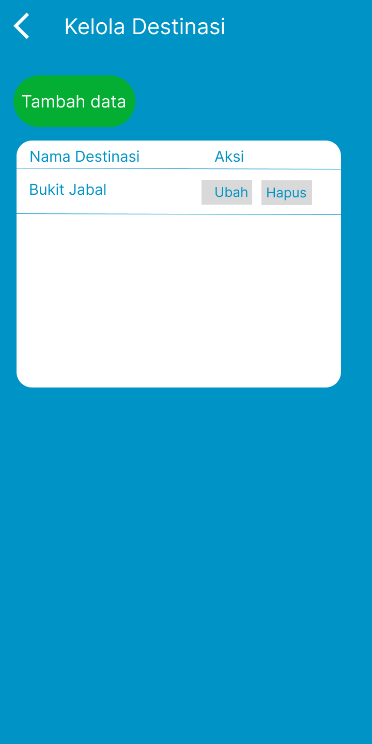 Kelola Destinasi
Tambah data
Nama Destinasi Aksi
Bukit Jabal Ubah Hapus